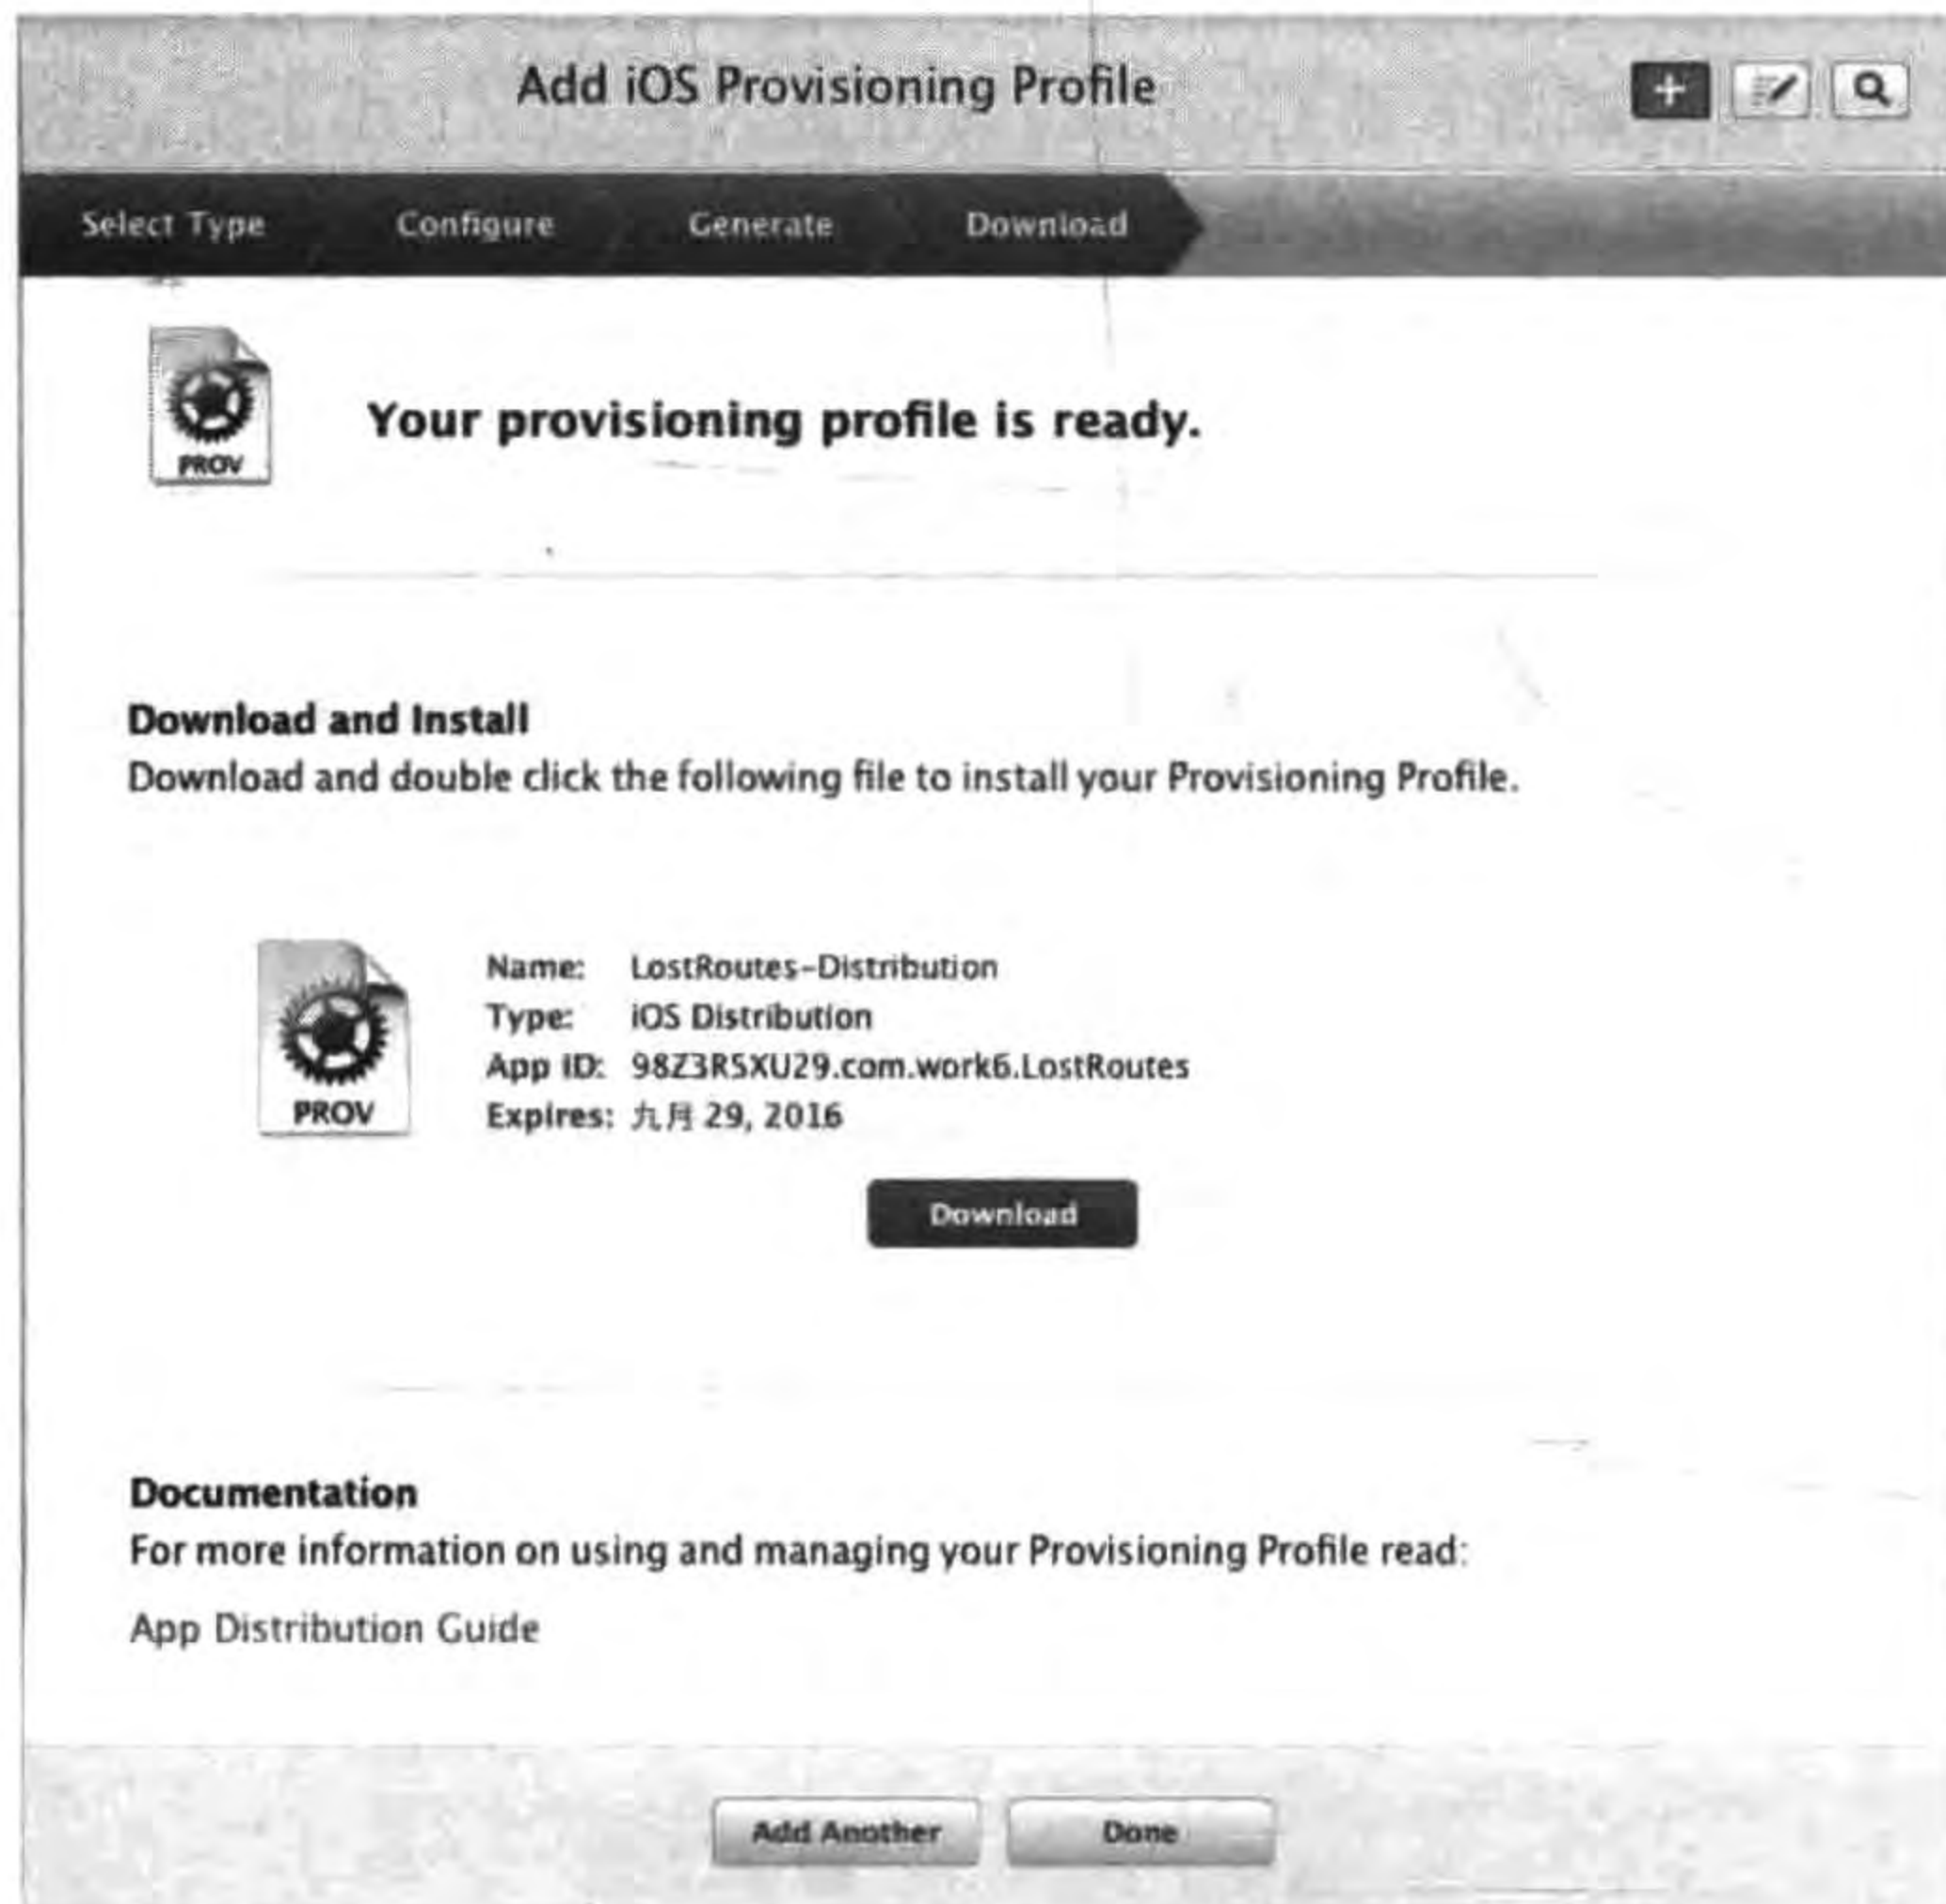 Add iOS Provisioning Profile
Select Type Configure Generate Download
PROV
Your provisioning profile is ready.
Download and Install
Download and double click the following file to install your Provisioning Profile.
PROV
Name: LostRoutes-Distribution
Type: iOS Distribution
App ID: 98Z3R5XU29.com.work6.LostRoutes
Expires: 九月 29, 2016
Download
Documentation
For more information on using and managing your Provisioning Profile read:
App Distribution Guide
Add Another Done